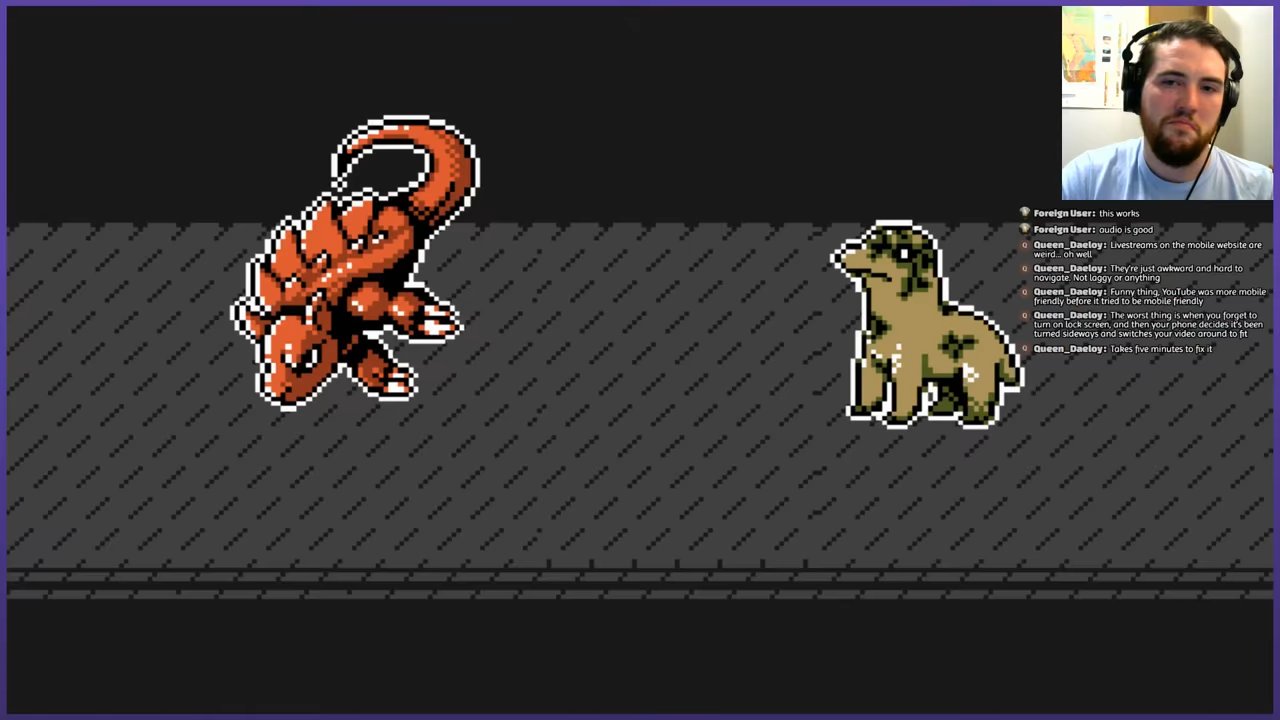 Foreign User: this works
Foreign User: audio is good
Queen_Daeloy: Livestreams on the mobile website are
weird... oh well
Queen_Daeloy: They're just awkward and hard to
navigate. Not laggy or anything
Queen_Daeloy: Funny thing, YouTube was more mobile
friendly before it tried to be mobile friendly
Queen_Daeloy: The worst thing is when you forget to
turn on lock screen, and then your phone decides it's been
turned sideways and switches your video around to fit
Queen_Daeloy: Takes five minutes to fix it